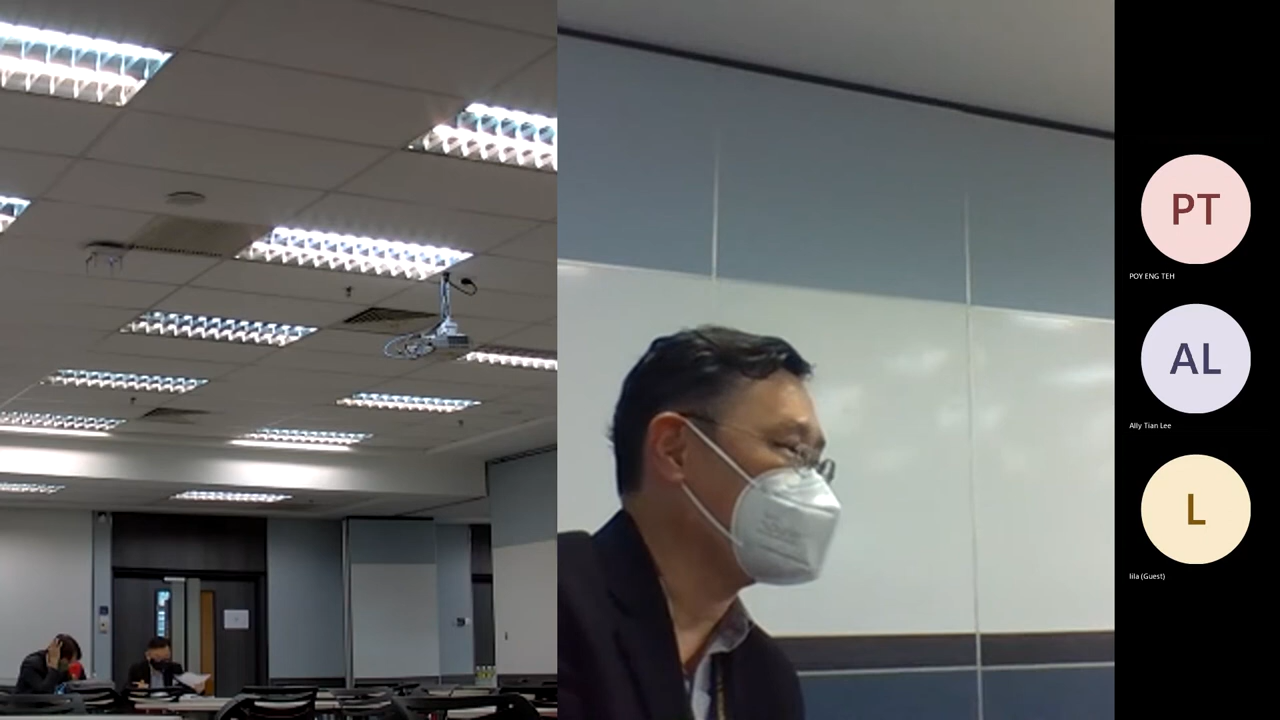 PT
POY ENG TEH
AL
Ally Tian Lee
L
lila (Guest)